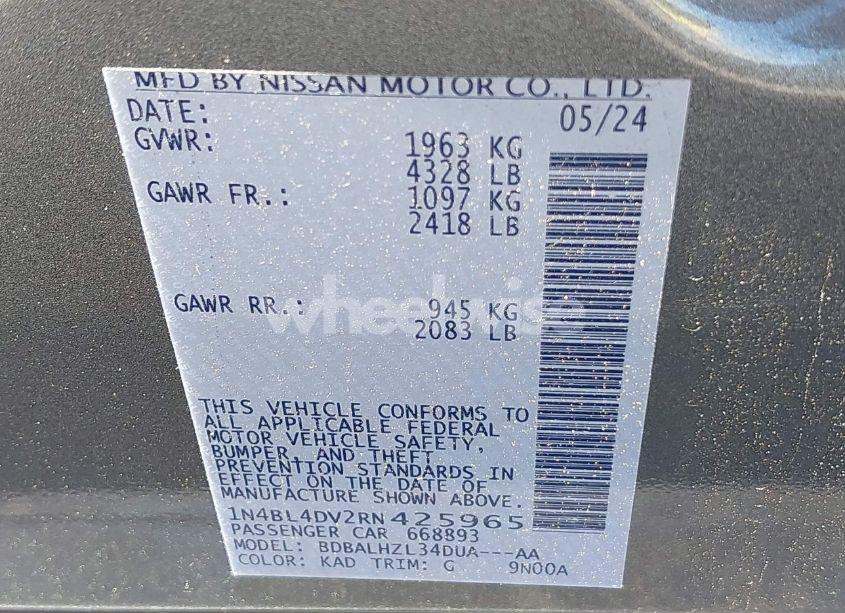 MFD BY NISSAN MOTOR CO., LTD.
DATE: 05/24
GVWR: 1963 KG
4328 LB
GAWR FR.: 1097 KG
2418 LB
GAWR RR.: 945 KG
2083 LB
wheelwise
THIS VEHICLE CONFORMS TO
ALL APPLICABLE FEDERAL
MOTOR VEHICLE SAFETY,
BUMPER, AND THEFT
PREVENTION STANDARDS IN
EFFECT ON THE DATE OF
MANUFACTURE SHOWN ABOVE.
1N4BL4DV2RN425965
PASSENGER CAR 668893
MODEL: BDBALHZL34DUA---AA
COLOR: KAD TRIM: G 9N00A